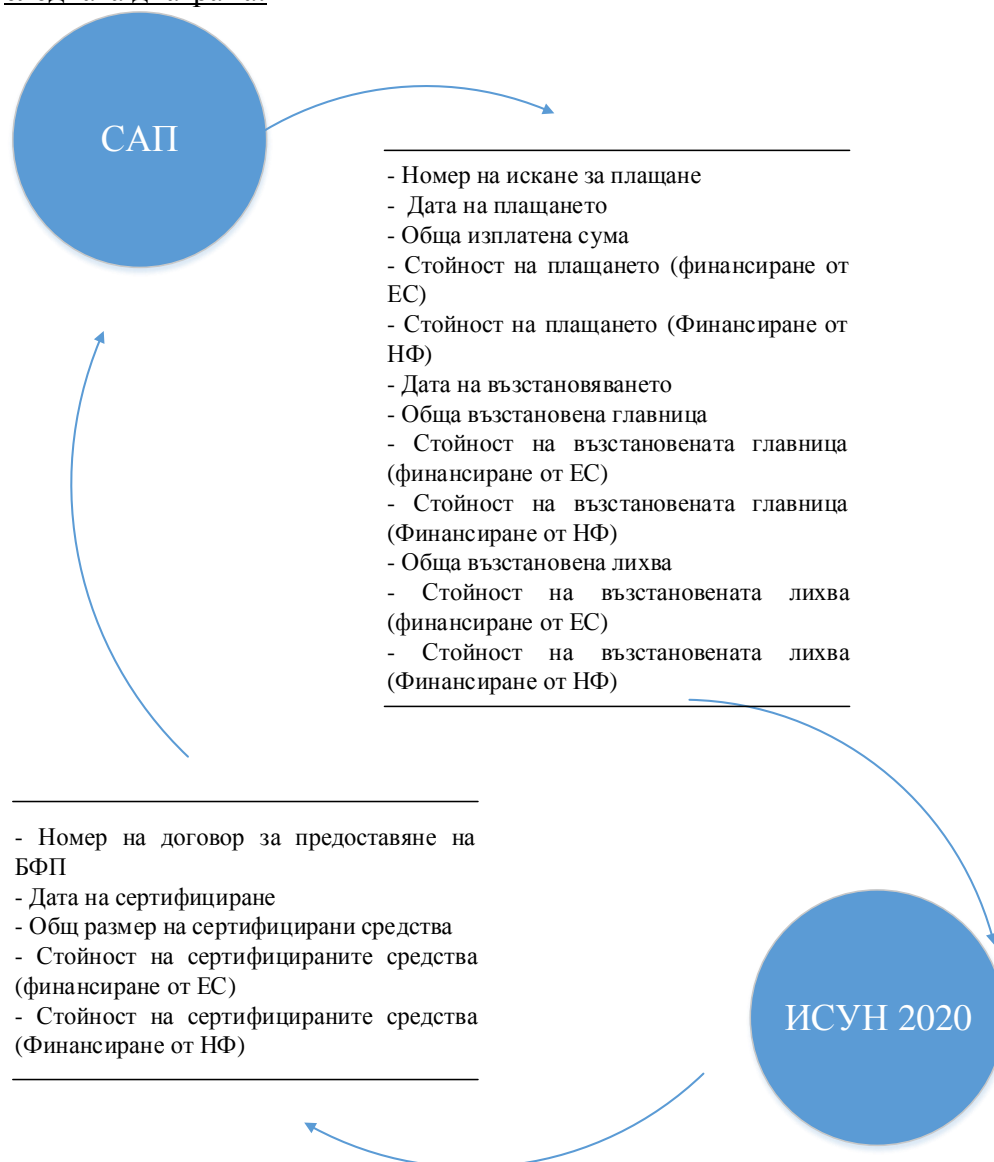 САП
- Номер на искане за плащане
- Дата на плащането
- Обща изплатена сума
- Стойност на плащането (финансиране от
ЕС)
- Стойност на плащането (Финансиране от
НФ)
- Дата на възстановяването
- Обща възстановена главница
- Стойност на възстановената главница
(финансиране от ЕС)
- Стойност на възстановената главница
(Финансиране от НФ)
- Обща възстановена лихва
- Стойност на възстановената лихва
(финансиране от ЕС)
- Стойност на възстановената лихва
(Финансиране от НФ)
- Номер на договор за предоставяне на
БФП
- Дата на сертифициране
- Общ размер на сертифицирани средства
- Стойност на сертифицираните средства
(финансиране от ЕС)
- Стойност на сертифицираните средства
(Финансиране от НФ)
ИСУН 2020